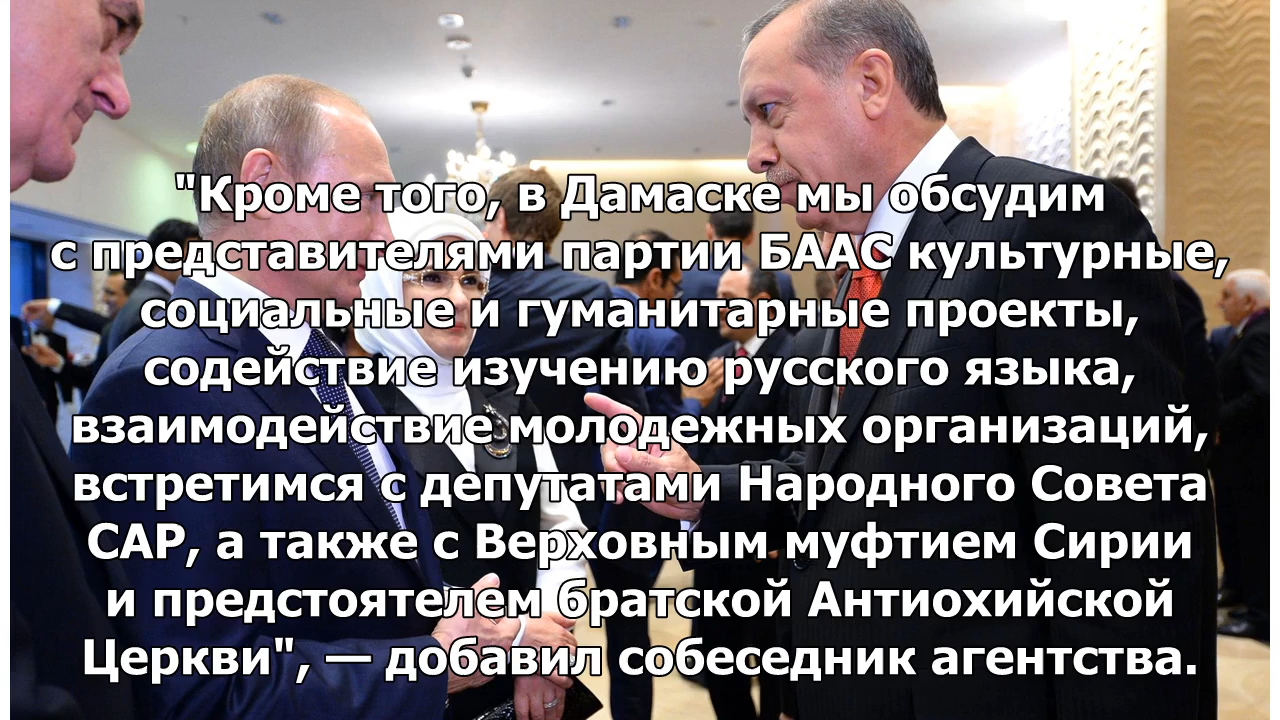 "Кроме того, в Дамаске мы обсудим
с представителями партии БААС культурные,
социальные и гуманитарные проекты,
содействие изучению русского языка,
взаимодействие молодежных организаций,
встретимся с депутатами Народного Совета
САР, а также с Верховным муфтием Сирии
и предстоятелем братской Антиохийской
Церкви", — добавил собеседник агентства.